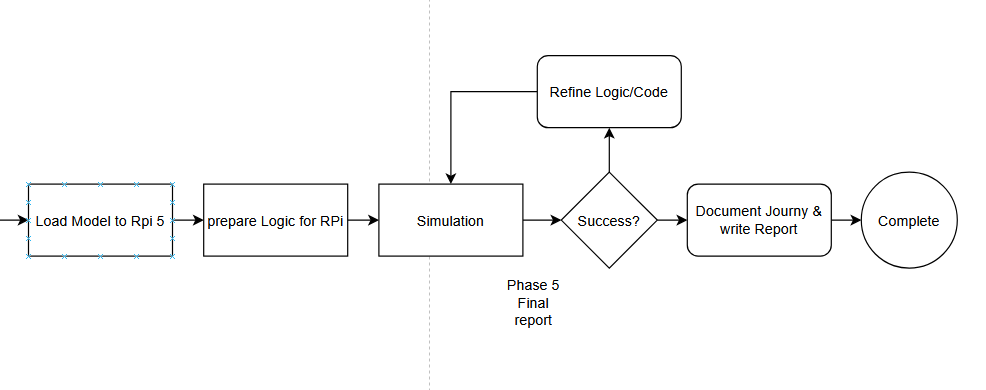 Refine Logic/Code
Load Model to Rpi 5
prepare Logic for RPi
Simulation
Success?
Document Journy &
write Report
Complete
Phase 5
Final
report